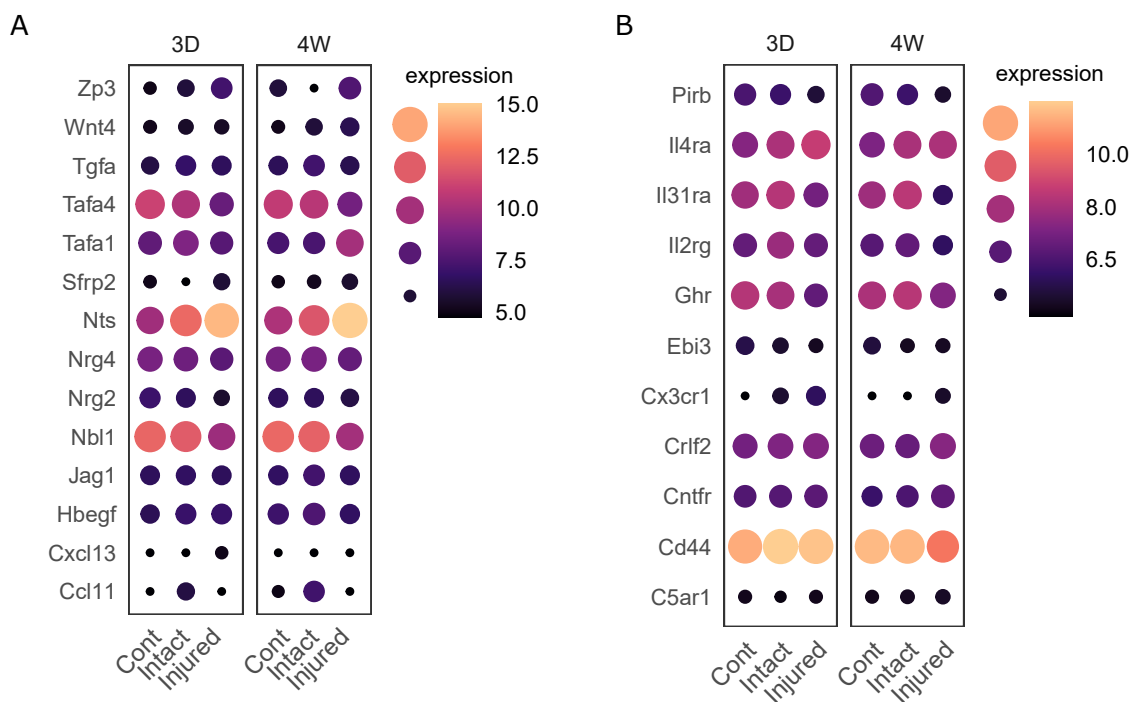 A
3D
4W
Zp3
Wnt4
Tgfa
Tafa4
Tafa1
Sfrp2
Nts
Nrg4
Nrg2
Nbl1
Jag1
Hbegf
Cxcl13
Ccl11
Cont
Intact
Injured
Cont
Intact
Injured
expression
15.0
12.5
10.0
7.5
5.0
B
3D
4W
Pirb
Il4ra
Il31ra
Il2rg
Ghr
Ebi3
Cx3cr1
Crlf2
Cntfr
Cd44
C5ar1
Cont
Intact
Injured
Cont
Intact
Injured
expression
10.0
8.0
6.5